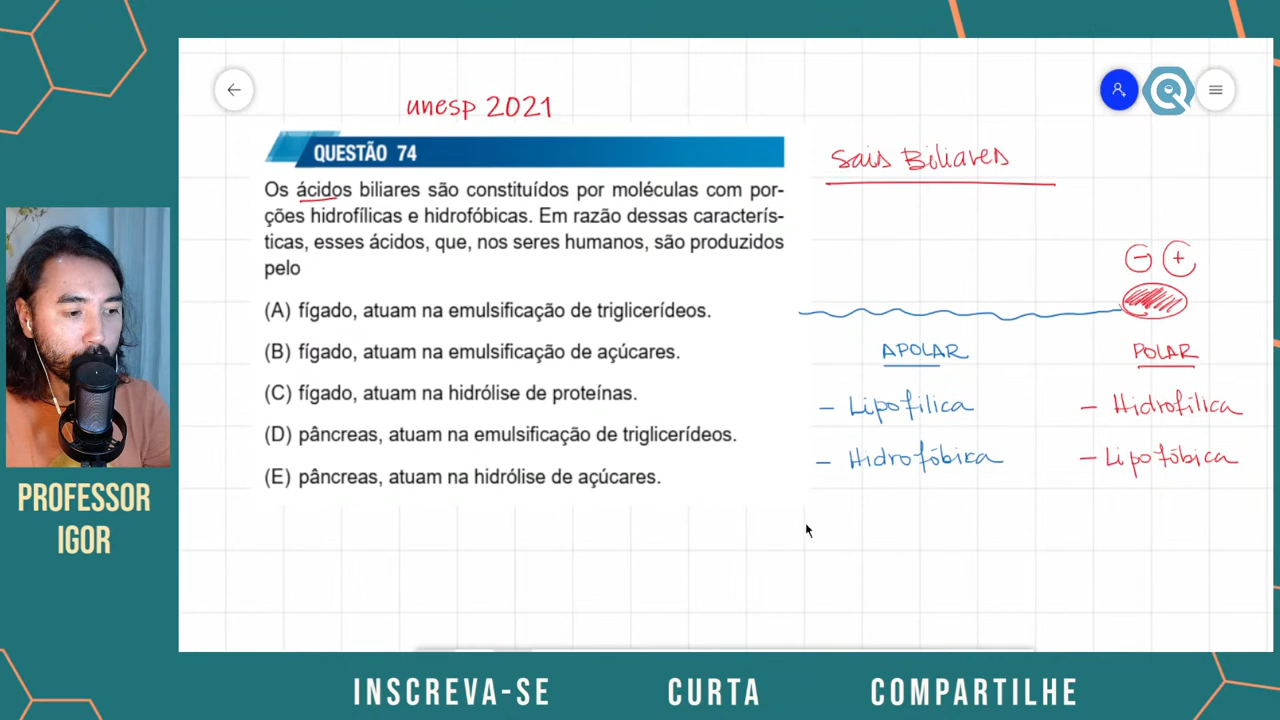 unesp 2021
QUESTÃO 74
Os ácidos biliares são constituídos por moléculas com por-
ções hidrofílicas e hidrofóbicas. Em razão dessas caracterís-
ticas, esses ácidos, que, nos seres humanos, são produzidos
pelo
(A) fígado, atuam na emulsificação de triglicerídeos.
(B) fígado, atuam na emulsificação de açúcares.
(C) fígado, atuam na hidrólise de proteínas.
(D) pâncreas, atuam na emulsificação de triglicerídeos.
(E) pâncreas, atuam na hidrólise de açúcares.
Sais Biliares
- +
APOLAR
POLAR
- Lipofílica
- Hidrofílica
- Hidrofóbica
- Lipofóbica
PROFESSOR
IGOR
INSCREVA-SE
CURTA
COMPARTILHE